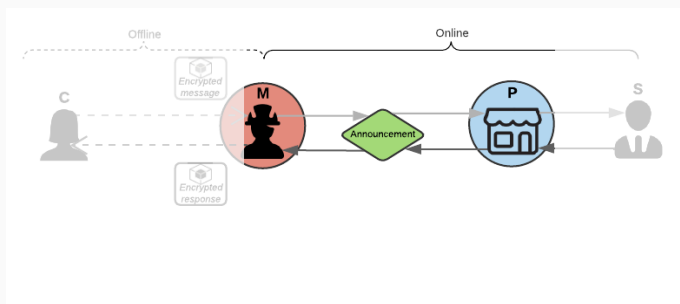 Offline
Online
Encrypted
message
C
M
P
S
Announcement
Encrypted
response